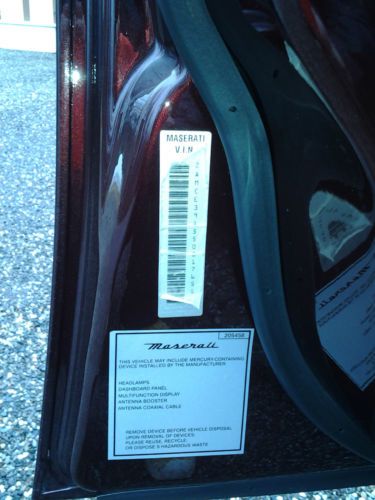 MASERATI
V.I.N.
205458
Maserati
THIS VEHICLE MAY INCLUDE MERCURY-CONTAINING
DEVICE INSTALLED BY THE MANUFACTURER:
HEADLAMPS
DASHBOARD PANEL
MULTIFUNCTION DISPLAY
ANTENNA BOOSTER
ANTENNA COAXIAL CABLE
REMOVE DEVICE BEFORE VEHICLE DISPOSAL
UPON REMOVAL OF DEVICES:
PLEASE REUSE, RECYCLE
OR DISPOSE S HAZARDOUS WASTE